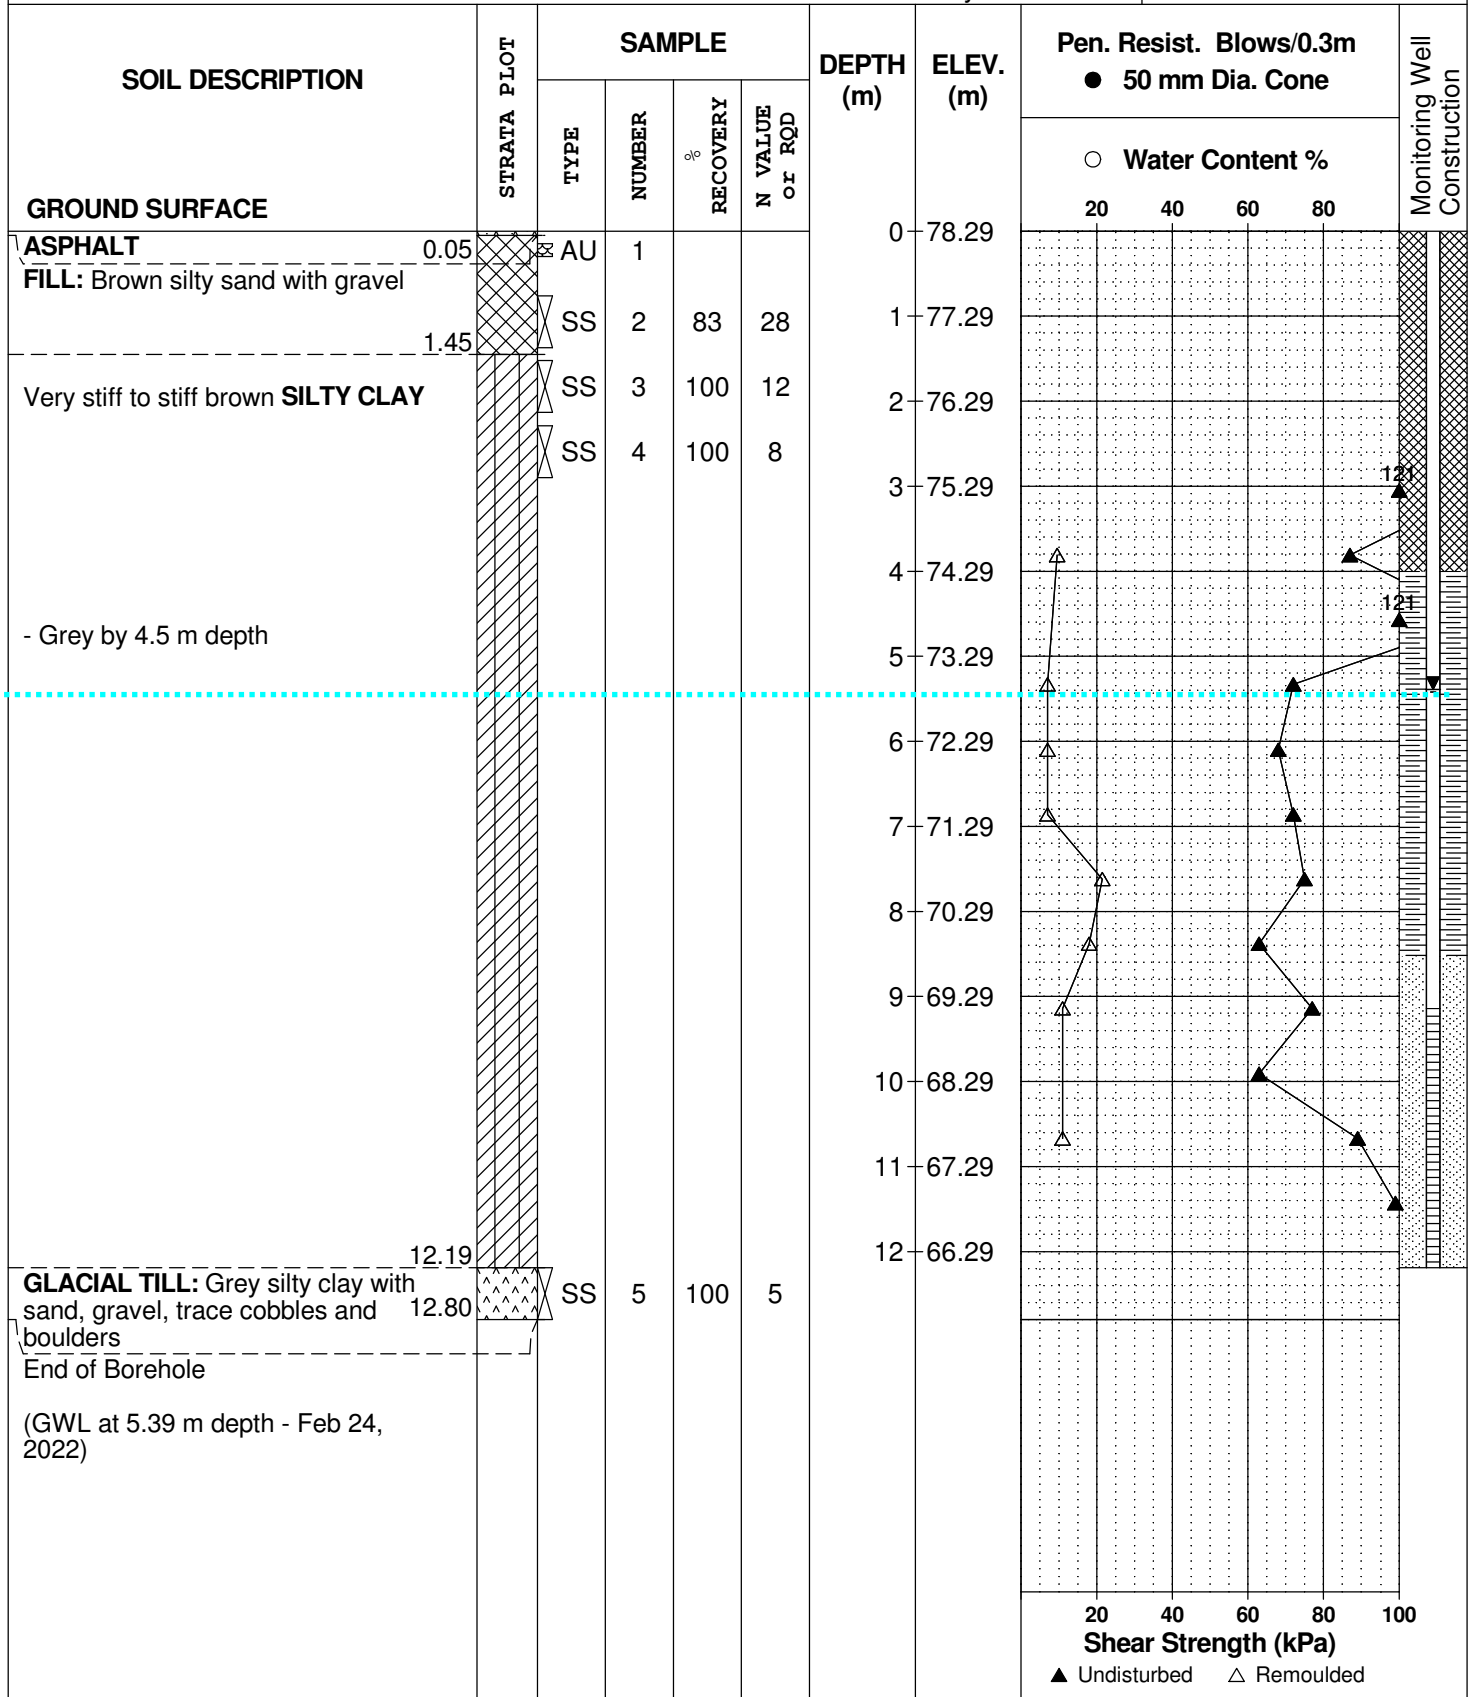 SOIL DESCRIPTION
GROUND SURFACE
STRATA PLOT
SAMPLE
TYPE
NUMBER
%
RECOVERY
N VALUE
or RQD
DEPTH
(m)
ELEV.
(m)
Pen. Resist. Blows/0.3m
● 50 mm Dia. Cone
○ Water Content %
20 40 60 80
Monitoring Well
Construction
ASPHALT 0.05
AU 1
0 78.29
FILL: Brown silty sand with gravel
SS 2 83 28
1 77.29
1.45
SS 3 100 12
Very stiff to stiff brown SILTY CLAY
2 76.29
SS 4 100 8
121
3 75.29
4 74.29
121
- Grey by 4.5 m depth
5 73.29
6 72.29
7 71.29
8 70.29
9 69.29
10 68.29
11 67.29
12 66.29
12.19
GLACIAL TILL: Grey silty clay with
sand, gravel, trace cobbles and
boulders
12.80
SS 5 100 5
End of Borehole
(GWL at 5.39 m depth - Feb 24,
2022)
20 40 60 80 100
Shear Strength (kPa)
▲ Undisturbed △ Remoulded